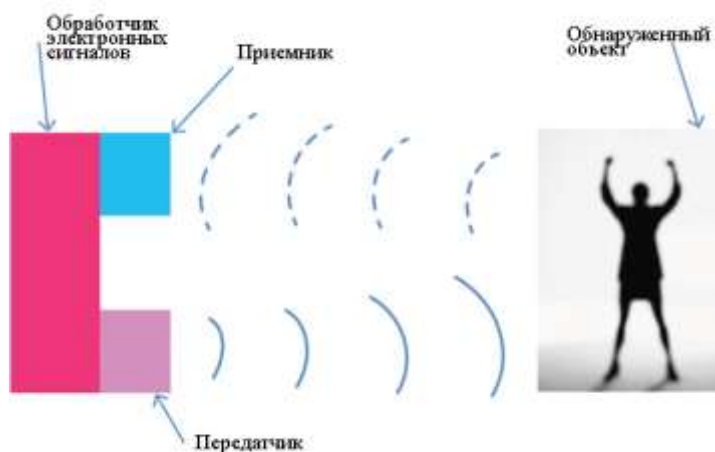 Обработчик
электронных
сигналов
Приемник
Обнаруженный
объект
Передатчик